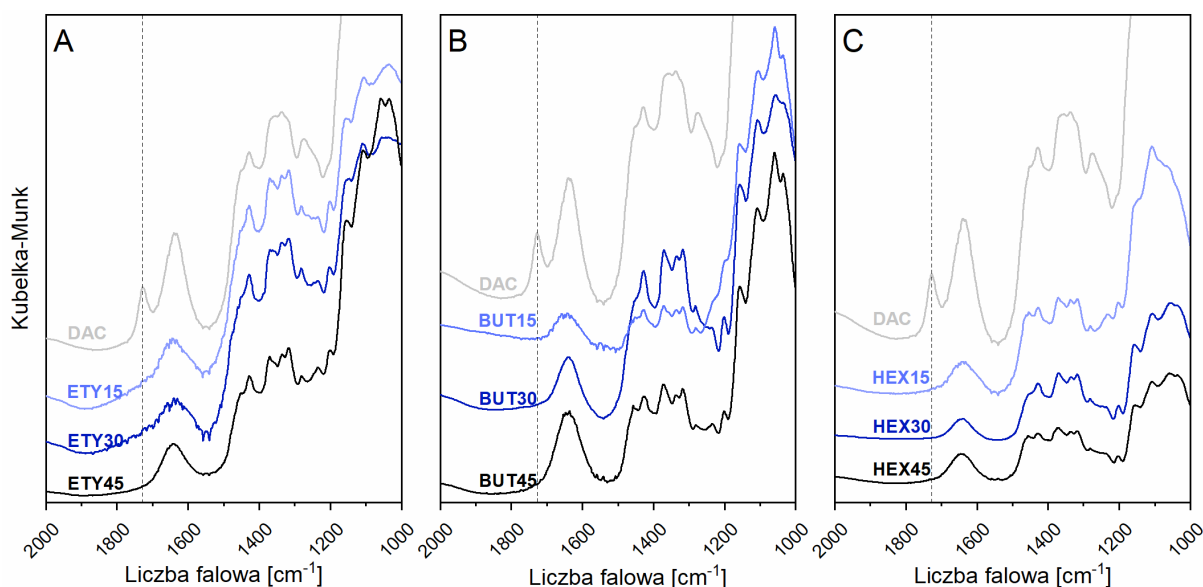 Kubelka-Munk
A
DAC
ETY15
ETY30
ETY45
2000
1800
1600
1400
1200
1000
Liczba falowa [cm⁻¹]
B
DAC
BUT15
BUT30
BUT45
2000
1800
1600
1400
1200
1000
Liczba falowa [cm⁻¹]
C
DAC
HEX15
HEX30
HEX45
2000
1800
1600
1400
1200
1000
Liczba falowa [cm⁻¹]